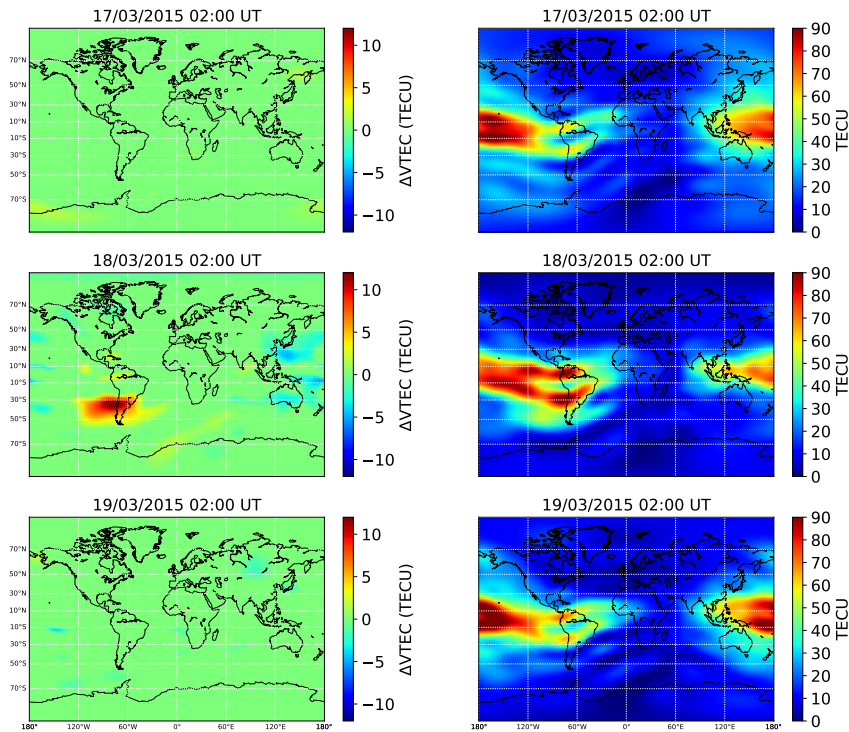 17/03/2015 02:00 UT
70°N
50°N
30°N
10°N
10°S
30°S
50°S
70°S
10
5
0
−5
−10
ΔVTEC (TECU)
17/03/2015 02:00 UT
90
80
70
60
50
40
30
20
10
0
TECU
18/03/2015 02:00 UT
70°N
50°N
30°N
10°N
10°S
30°S
50°S
70°S
10
5
0
−5
−10
ΔVTEC (TECU)
18/03/2015 02:00 UT
90
80
70
60
50
40
30
20
10
0
TECU
19/03/2015 02:00 UT
70°N
50°N
30°N
10°N
10°S
30°S
50°S
70°S
180° 120°W 60°W 0° 60°E 120°E 180°
10
5
0
−5
−10
ΔVTEC (TECU)
19/03/2015 02:00 UT
180° 120°W 60°W 0° 60°E 120°E 180°
90
80
70
60
50
40
30
20
10
0
TECU